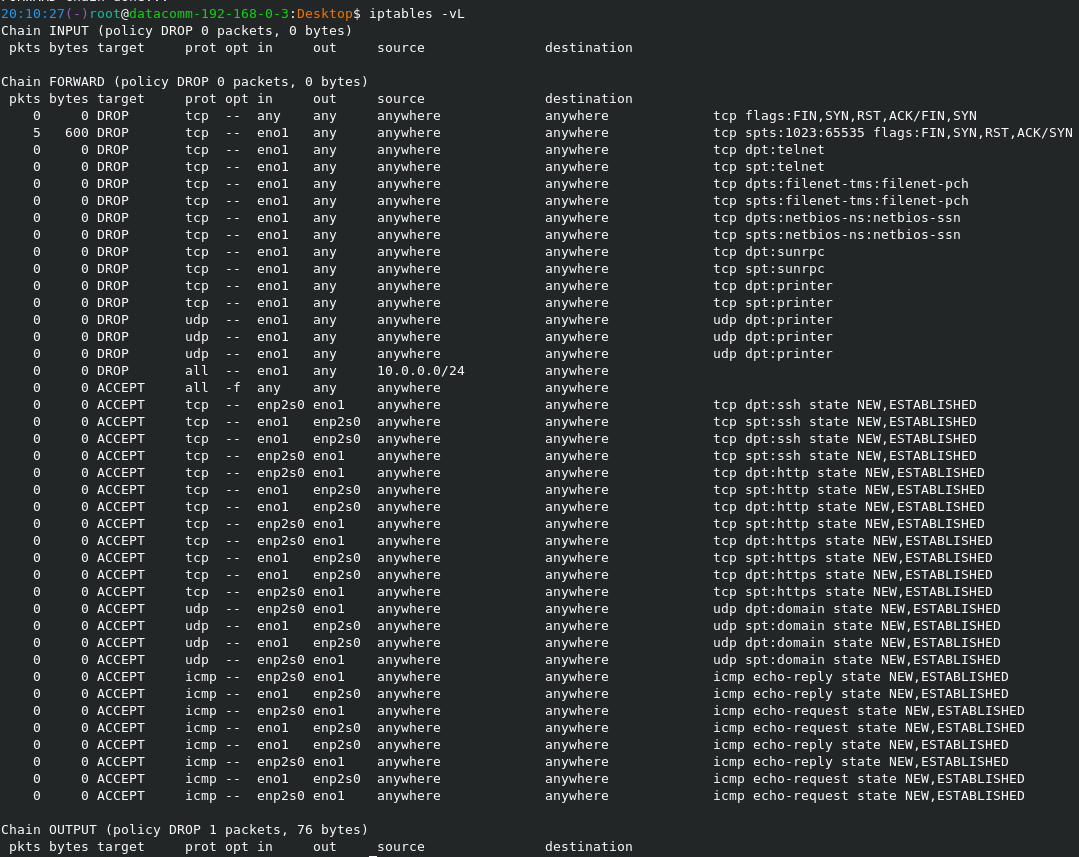 20:10:27(-)root@datacomm-192-168-0-3:Desktop$ iptables -vL
Chain INPUT (policy DROP 0 packets, 0 bytes)
 pkts bytes target     prot opt in     out     source               destination

Chain FORWARD (policy DROP 0 packets, 0 bytes)
 pkts bytes target     prot opt in     out     source               destination
    0     0 DROP       tcp  --  any    any     anywhere             anywhere             tcp flags:FIN,SYN,RST,ACK/FIN,SYN
    5   600 DROP       tcp  --  eno1   any     anywhere             anywhere             tcp spts:1023:65535 flags:FIN,SYN,RST,ACK/SYN
    0     0 DROP       tcp  --  eno1   any     anywhere             anywhere             tcp dpt:telnet
    0     0 DROP       tcp  --  eno1   any     anywhere             anywhere             tcp spt:telnet
    0     0 DROP       tcp  --  eno1   any     anywhere             anywhere             tcp dpts:filenet-tms:filenet-pch
    0     0 DROP       tcp  --  eno1   any     anywhere             anywhere             tcp spts:filenet-tms:filenet-pch
    0     0 DROP       tcp  --  eno1   any     anywhere             anywhere             tcp dpts:netbios-ns:netbios-ssn
    0     0 DROP       tcp  --  eno1   any     anywhere             anywhere             tcp spts:netbios-ns:netbios-ssn
    0     0 DROP       tcp  --  eno1   any     anywhere             anywhere             tcp dpt:sunrpc
    0     0 DROP       tcp  --  eno1   any     anywhere             anywhere             tcp spt:sunrpc
    0     0 DROP       tcp  --  eno1   any     anywhere             anywhere             tcp dpt:printer
    0     0 DROP       tcp  --  eno1   any     anywhere             anywhere             tcp spt:printer
    0     0 DROP       udp  --  eno1   any     anywhere             anywhere             udp dpt:printer
    0     0 DROP       udp  --  eno1   any     anywhere             anywhere             udp dpt:printer
    0     0 DROP       udp  --  eno1   any     anywhere             anywhere             udp dpt:printer
    0     0 DROP       all  --  eno1   any     10.0.0.0/24          anywhere
    0     0 ACCEPT     all  -f  any    any     anywhere             anywhere
    0     0 ACCEPT     tcp  --  enp2s0 eno1    anywhere             anywhere             tcp dpt:ssh state NEW,ESTABLISHED
    0     0 ACCEPT     tcp  --  eno1   enp2s0  anywhere             anywhere             tcp spt:ssh state NEW,ESTABLISHED
    0     0 ACCEPT     tcp  --  eno1   enp2s0  anywhere             anywhere             tcp dpt:ssh state NEW,ESTABLISHED
    0     0 ACCEPT     tcp  --  enp2s0 eno1    anywhere             anywhere             tcp spt:ssh state NEW,ESTABLISHED
    0     0 ACCEPT     tcp  --  enp2s0 eno1    anywhere             anywhere             tcp dpt:http state NEW,ESTABLISHED
    0     0 ACCEPT     tcp  --  eno1   enp2s0  anywhere             anywhere             tcp spt:http state NEW,ESTABLISHED
    0     0 ACCEPT     tcp  --  eno1   enp2s0  anywhere             anywhere             tcp dpt:http state NEW,ESTABLISHED
    0     0 ACCEPT     tcp  --  enp2s0 eno1    anywhere             anywhere             tcp spt:http state NEW,ESTABLISHED
    0     0 ACCEPT     tcp  --  enp2s0 eno1    anywhere             anywhere             tcp dpt:https state NEW,ESTABLISHED
    0     0 ACCEPT     tcp  --  eno1   enp2s0  anywhere             anywhere             tcp spt:https state NEW,ESTABLISHED
    0     0 ACCEPT     tcp  --  eno1   enp2s0  anywhere             anywhere             tcp dpt:https state NEW,ESTABLISHED
    0     0 ACCEPT     tcp  --  enp2s0 eno1    anywhere             anywhere             tcp spt:https state NEW,ESTABLISHED
    0     0 ACCEPT     udp  --  enp2s0 eno1    anywhere             anywhere             udp dpt:domain state NEW,ESTABLISHED
    0     0 ACCEPT     udp  --  eno1   enp2s0  anywhere             anywhere             udp spt:domain state NEW,ESTABLISHED
    0     0 ACCEPT     udp  --  eno1   enp2s0  anywhere             anywhere             udp dpt:domain state NEW,ESTABLISHED
    0     0 ACCEPT     udp  --  enp2s0 eno1    anywhere             anywhere             udp spt:domain state NEW,ESTABLISHED
    0     0 ACCEPT     icmp --  enp2s0 eno1    anywhere             anywhere             icmp echo-reply state NEW,ESTABLISHED
    0     0 ACCEPT     icmp --  eno1   enp2s0  anywhere             anywhere             icmp echo-reply state NEW,ESTABLISHED
    0     0 ACCEPT     icmp --  enp2s0 eno1    anywhere             anywhere             icmp echo-request state NEW,ESTABLISHED
    0     0 ACCEPT     icmp --  eno1   enp2s0  anywhere             anywhere             icmp echo-request state NEW,ESTABLISHED
    0     0 ACCEPT     icmp --  eno1   enp2s0  anywhere             anywhere             icmp echo-reply state NEW,ESTABLISHED
    0     0 ACCEPT     icmp --  enp2s0 eno1    anywhere             anywhere             icmp echo-reply state NEW,ESTABLISHED
    0     0 ACCEPT     icmp --  eno1   enp2s0  anywhere             anywhere             icmp echo-request state NEW,ESTABLISHED
    0     0 ACCEPT     icmp --  enp2s0 eno1    anywhere             anywhere             icmp echo-request state NEW,ESTABLISHED

Chain OUTPUT (policy DROP 1 packets, 76 bytes)
 pkts bytes target     prot opt in     out     source               destination